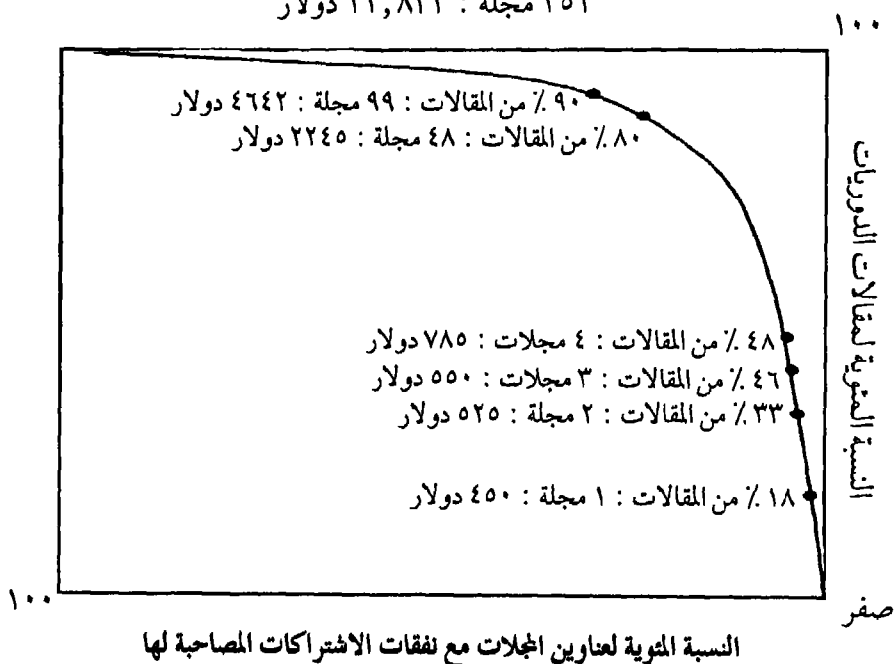 ١٠٠
٩٠ ٪ من المقالات : ٩٩ مجلة : ٤٦٤٢ دولار
٨٠ ٪ من المقالات : ٤٨ مجلة : ٢٢٤٥ دولار
النسبة المئوية لمقالات الدوريات
٤٨ ٪ من المقالات : ٤ مجلات : ٧٨٥ دولار
٤٦ ٪ من المقالات : ٣ مجلات : ٥٥٠ دولار
٣٣ ٪ من المقالات : ٢ مجلة : ٥٢٥ دولار
١٨ ٪ من المقالات : ١ مجلة : ٤٥٠ دولار
صفر
١٠٠
النسبة المئوية لعناوين المجلات مع نفقات الاشتراكات المصاحبة لها